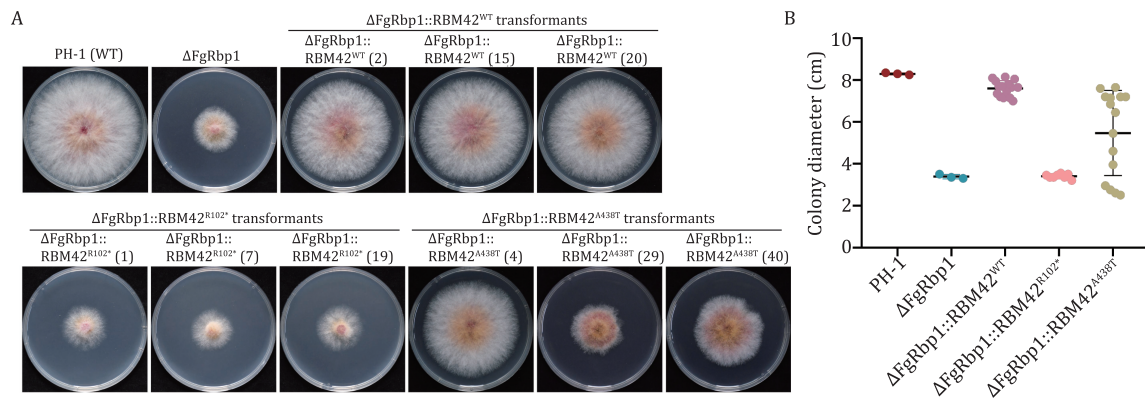 A
ΔFgRbp1::RBM42ᵂᵀ transformants
PH-1 (WT)
ΔFgRbp1
ΔFgRbp1::
RBM42ᵂᵀ (2)
ΔFgRbp1::
RBM42ᵂᵀ (15)
ΔFgRbp1::
RBM42ᵂᵀ (20)
ΔFgRbp1::RBM42ᴿ¹⁰²* transformants
ΔFgRbp1::
RBM42ᴿ¹⁰²* (1)
ΔFgRbp1::
RBM42ᴿ¹⁰²* (7)
ΔFgRbp1::
RBM42ᴿ¹⁰²* (19)
ΔFgRbp1::RBM42ᴬ⁴³⁸ᵀ transformants
ΔFgRbp1::
RBM42ᴬ⁴³⁸ᵀ (4)
ΔFgRbp1::
RBM42ᴬ⁴³⁸ᵀ (29)
ΔFgRbp1::
RBM42ᴬ⁴³⁸ᵀ (40)
B
Colony diameter (cm)
10
8
6
4
2
0
PH-1
ΔFgRbp1
ΔFgRbp1::RBM42ᵂᵀ
ΔFgRbp1::RBM42ᴿ¹⁰²*
ΔFgRbp1::RBM42ᴬ⁴³⁸ᵀ